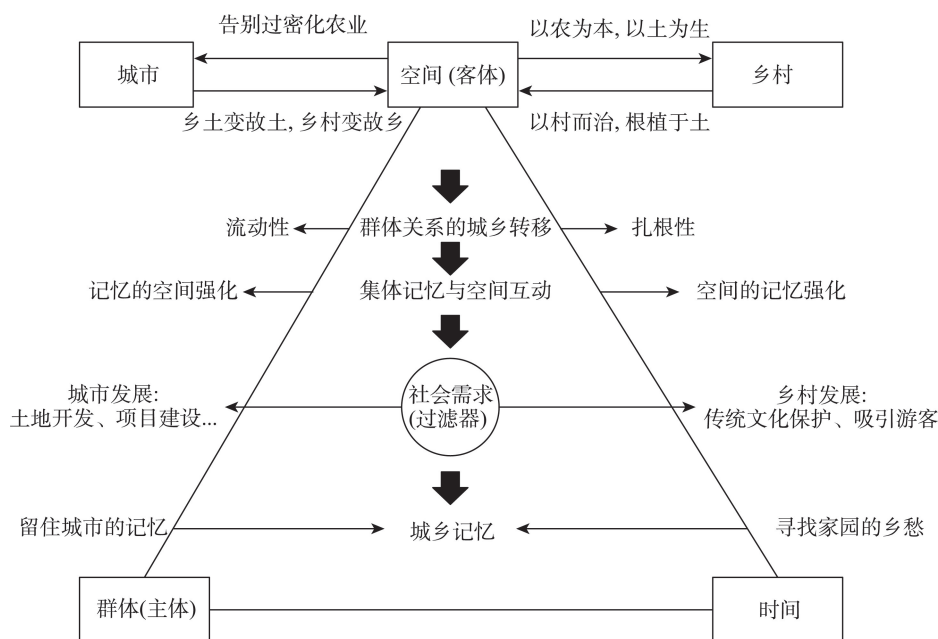 告别过密化农业
以农为本, 以土为生
城市
空间 (客体)
乡村
乡土变故土, 乡村变故乡
以村而治, 根植于土
流动性
群体关系的城乡转移
扎根性
记忆的空间强化
集体记忆与空间互动
空间的记忆强化
城市发展:
土地开发、项目建设...
社会需求
(过滤器)
乡村发展:
传统文化保护、吸引游客
留住城市的记忆
城乡记忆
寻找家园的乡愁
群体(主体)
时间